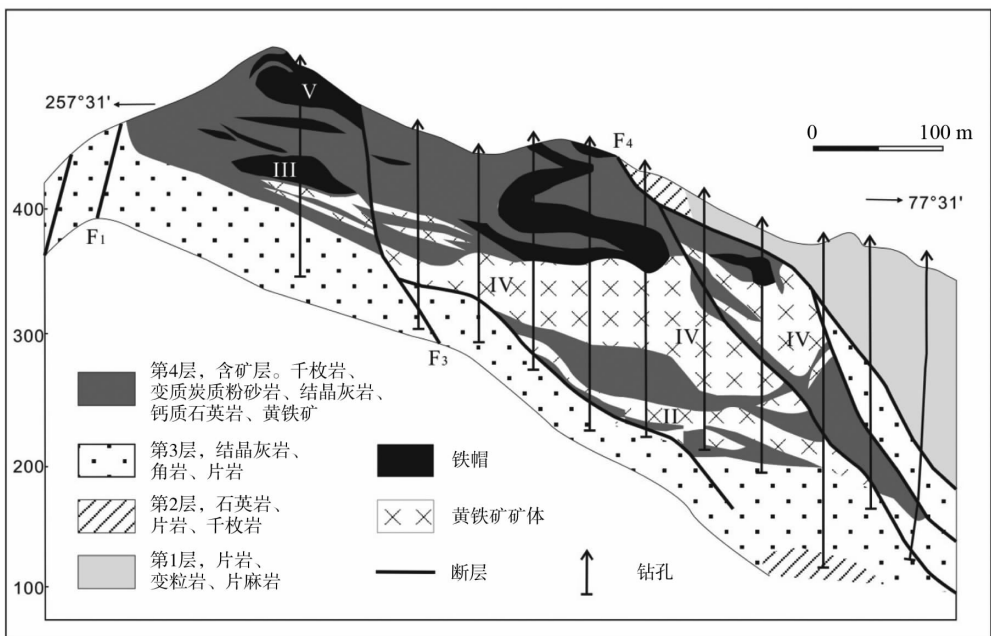 257°31'
V
F4
0 100 m
III
77°31'
400
F1
IV
IV
IV
300
F3
第4层，含矿层。千枚岩、
变质炭质粉砂岩、结晶灰岩、
钙质石英岩、黄铁矿
II
200
第3层，结晶灰岩、
角岩、片岩
铁帽
第2层，石英岩、
片岩、千枚岩
黄铁矿矿体
100
第1层，片岩、
变粒岩、片麻岩
断层
钻孔